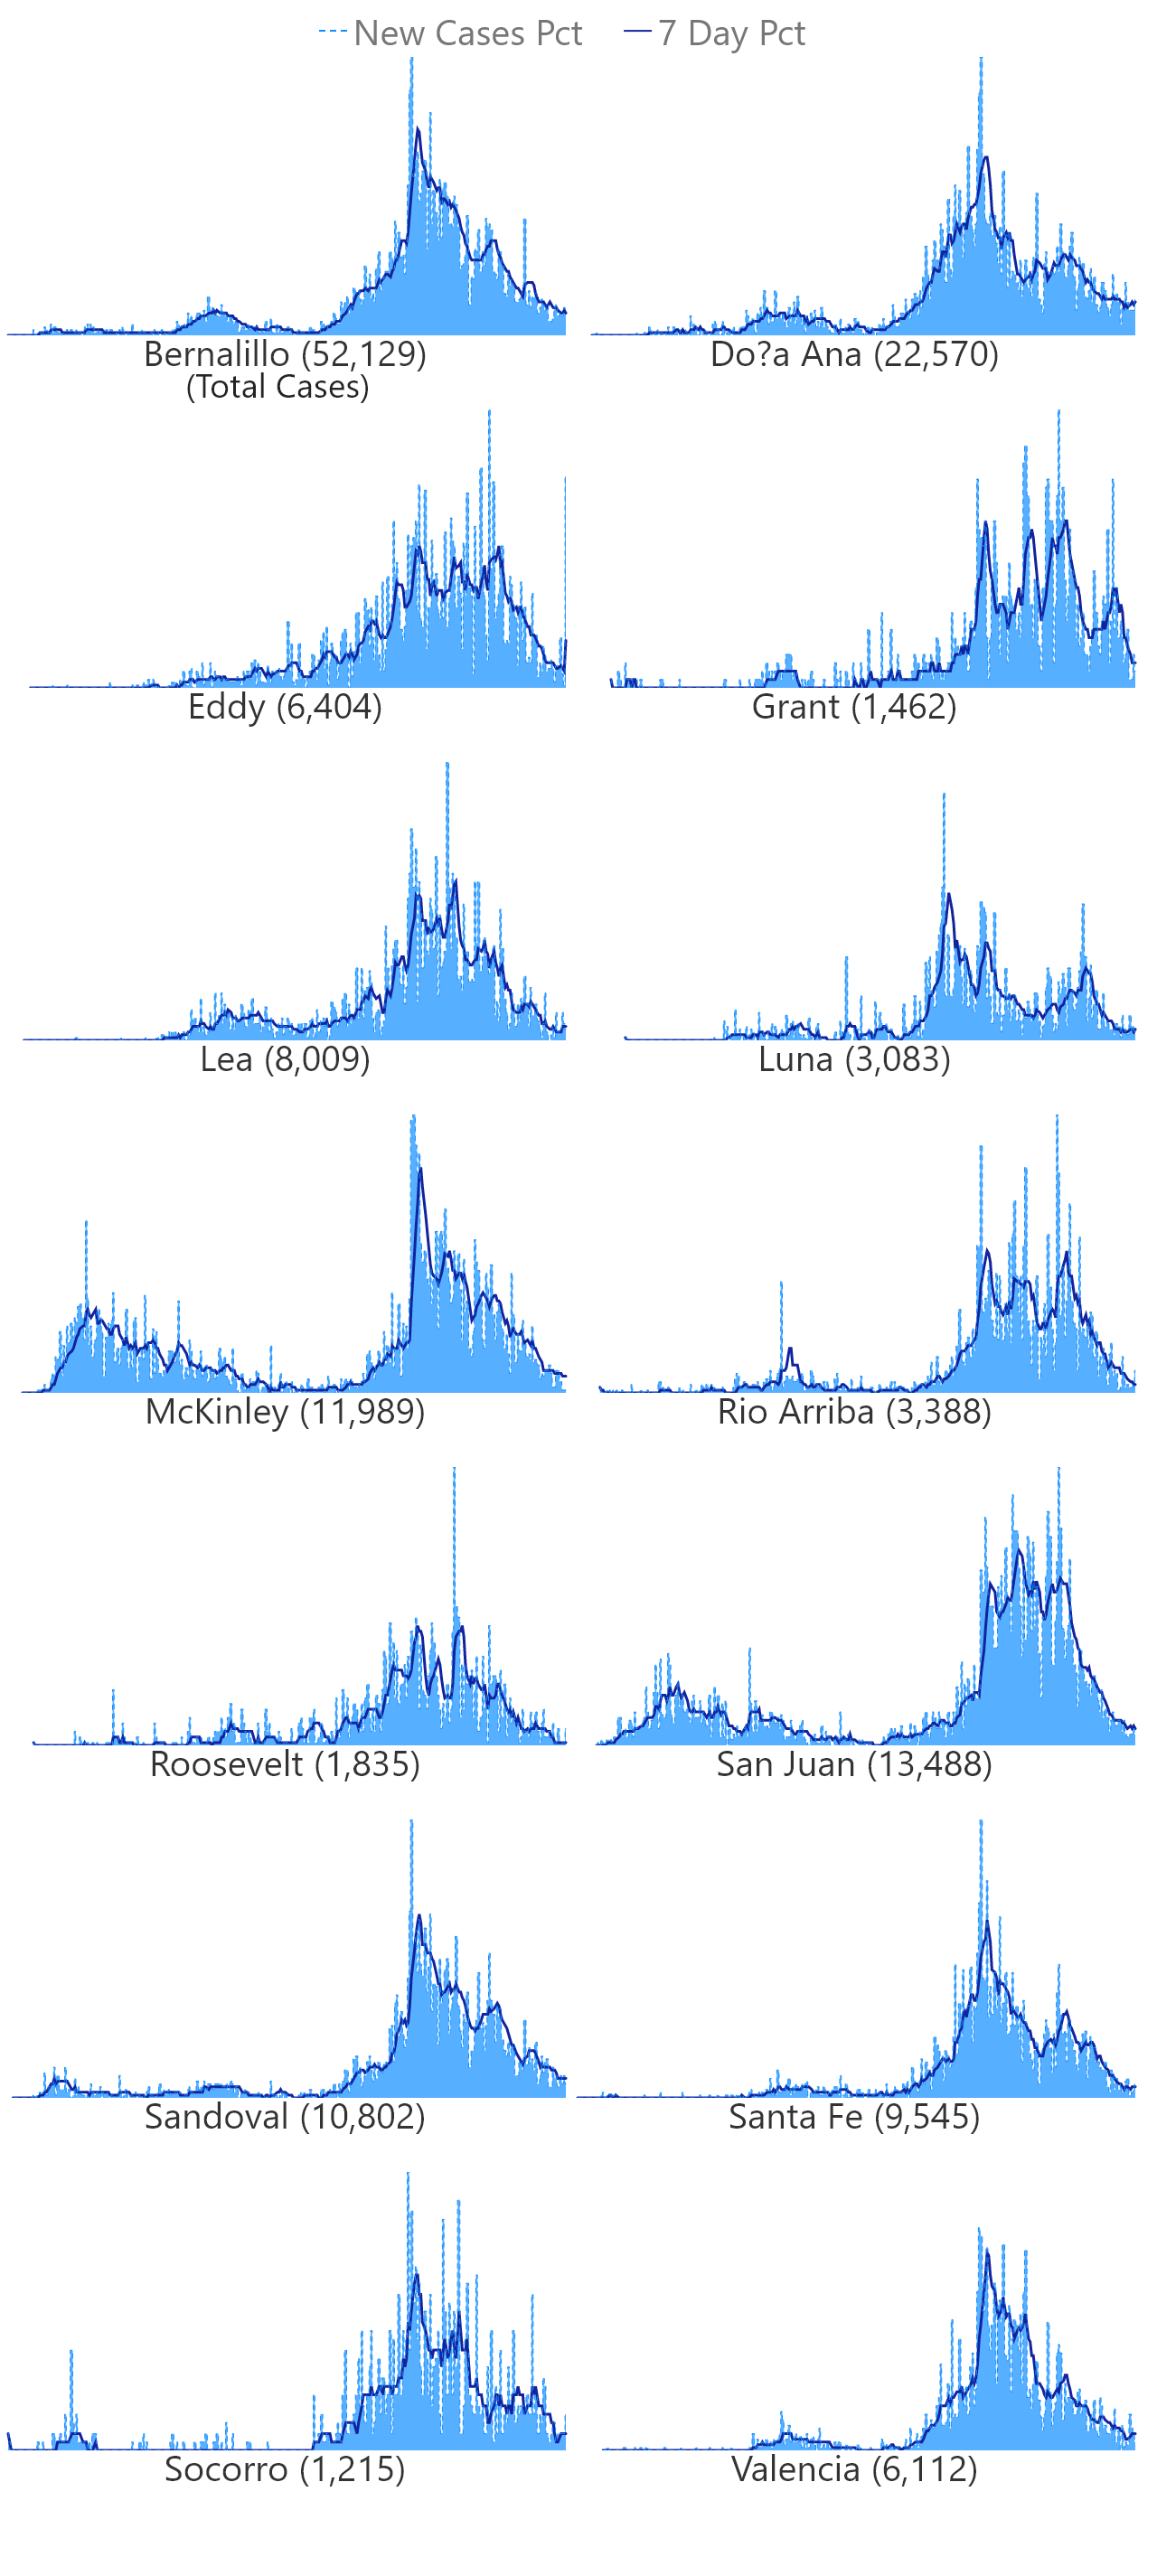 New Cases Pct 7 Day Pct
Bernalillo (52,129)
(Total Cases)
Do?a Ana (22,570)
Eddy (6,404)
Grant (1,462)
Lea (8,009)
Luna (3,083)
McKinley (11,989)
Rio Arriba (3,388)
Roosevelt (1,835)
San Juan (13,488)
Sandoval (10,802)
Santa Fe (9,545)
Socorro (1,215)
Valencia (6,112)